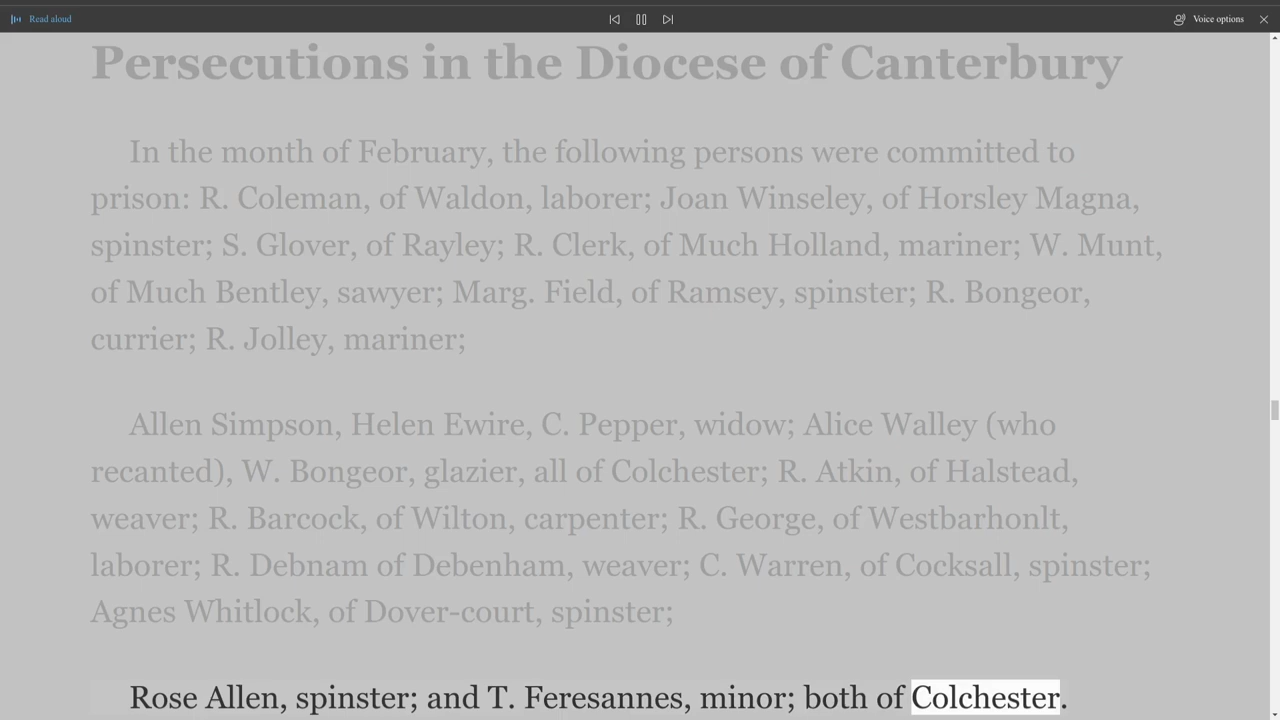 Read aloud
Voice options
Persecutions in the Diocese of Canterbury
In the month of February, the following persons were committed to
prison: R. Coleman, of Waldon, laborer; Joan Winseley, of Horsley Magna,
spinster; S. Glover, of Rayley; R. Clerk, of Much Holland, mariner; W. Munt,
of Much Bentley, sawyer; Marg. Field, of Ramsey, spinster; R. Bongeor,
currier; R. Jolley, mariner;
Allen Simpson, Helen Ewire, C. Pepper, widow; Alice Walley (who
recanted), W. Bongeor, glazier, all of Colchester; R. Atkin, of Halstead,
weaver; R. Barcock, of Wilton, carpenter; R. George, of Westbarhonlt,
laborer; R. Debnam of Debenham, weaver; C. Warren, of Cocksall, spinster;
Agnes Whitlock, of Dover-court, spinster;
Rose Allen, spinster; and T. Feresannes, minor; both of Colchester.